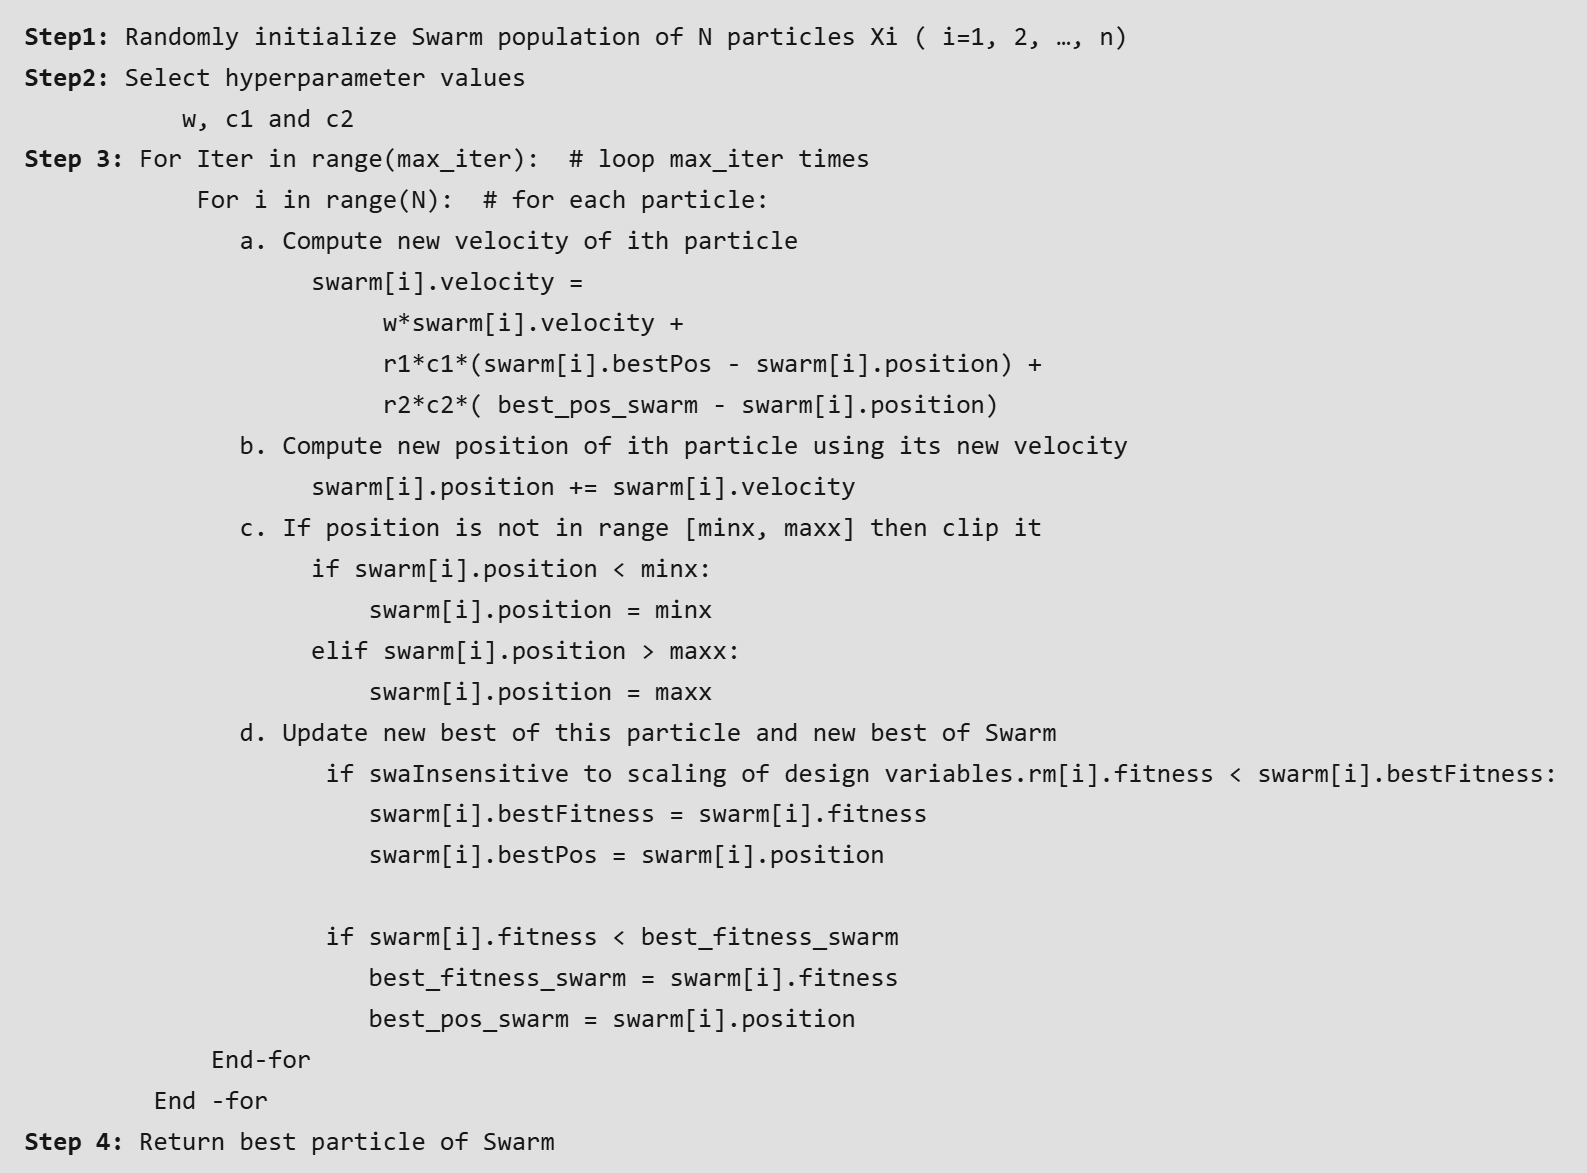 Step1: Randomly initialize Swarm population of N particles Xi ( i=1, 2, …, n)
Step2: Select hyperparameter values
w, c1 and c2
Step 3: For Iter in range(max_iter):  # loop max_iter times
For i in range(N):  # for each particle:
a. Compute new velocity of ith particle
swarm[i].velocity =
w*swarm[i].velocity +
r1*c1*(swarm[i].bestPos - swarm[i].position) +
r2*c2*( best_pos_swarm - swarm[i].position)
b. Compute new position of ith particle using its new velocity
swarm[i].position += swarm[i].velocity
c. If position is not in range [minx, maxx] then clip it
if swarm[i].position < minx:
swarm[i].position = minx
elif swarm[i].position > maxx:
swarm[i].position = maxx
d. Update new best of this particle and new best of Swarm
if swaInsensitive to scaling of design variables.rm[i].fitness < swarm[i].bestFitness:
swarm[i].bestFitness = swarm[i].fitness
swarm[i].bestPos = swarm[i].position
if swarm[i].fitness < best_fitness_swarm
best_fitness_swarm = swarm[i].fitness
best_pos_swarm = swarm[i].position
End-for
End -for
Step 4: Return best particle of Swarm